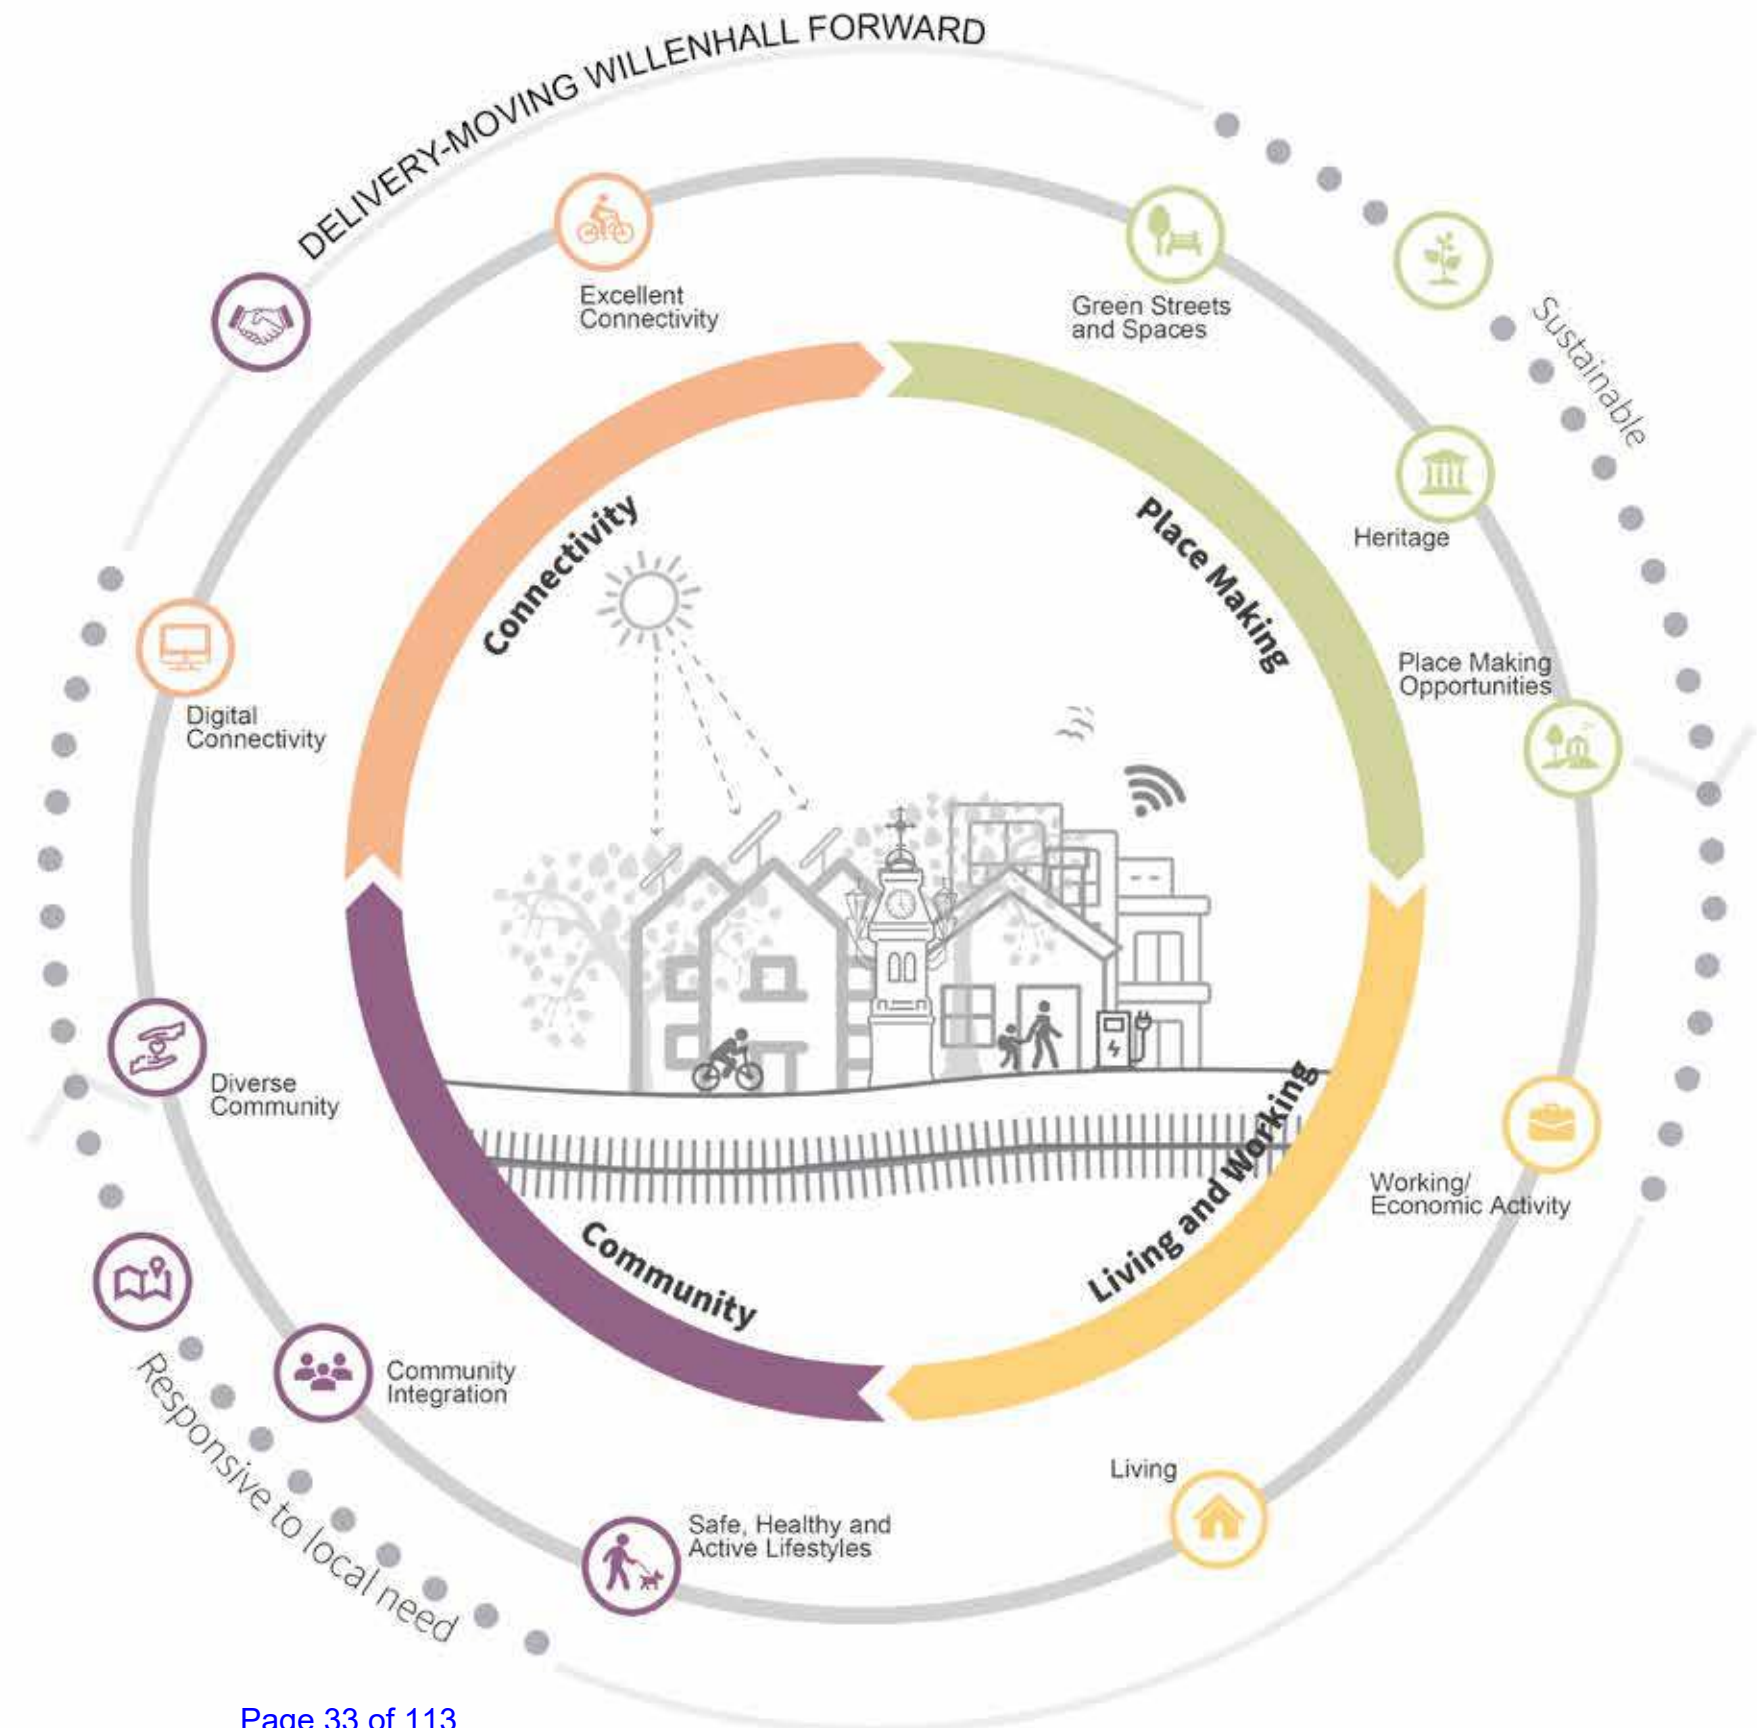 DELIVERY-MOVING WILLENHALL FORWARD
Excellent
Connectivity
Green Streets
and Spaces
Sustainable
Heritage
Connectivity
Place Making
Place Making
Opportunities
Digital
Connectivity
Diverse
Community
Working/
Economic Activity
Living and Working
Community
Community
Integration
Responsive to local need
Living
Safe, Healthy and
Active Lifestyles
Page 33 of 113